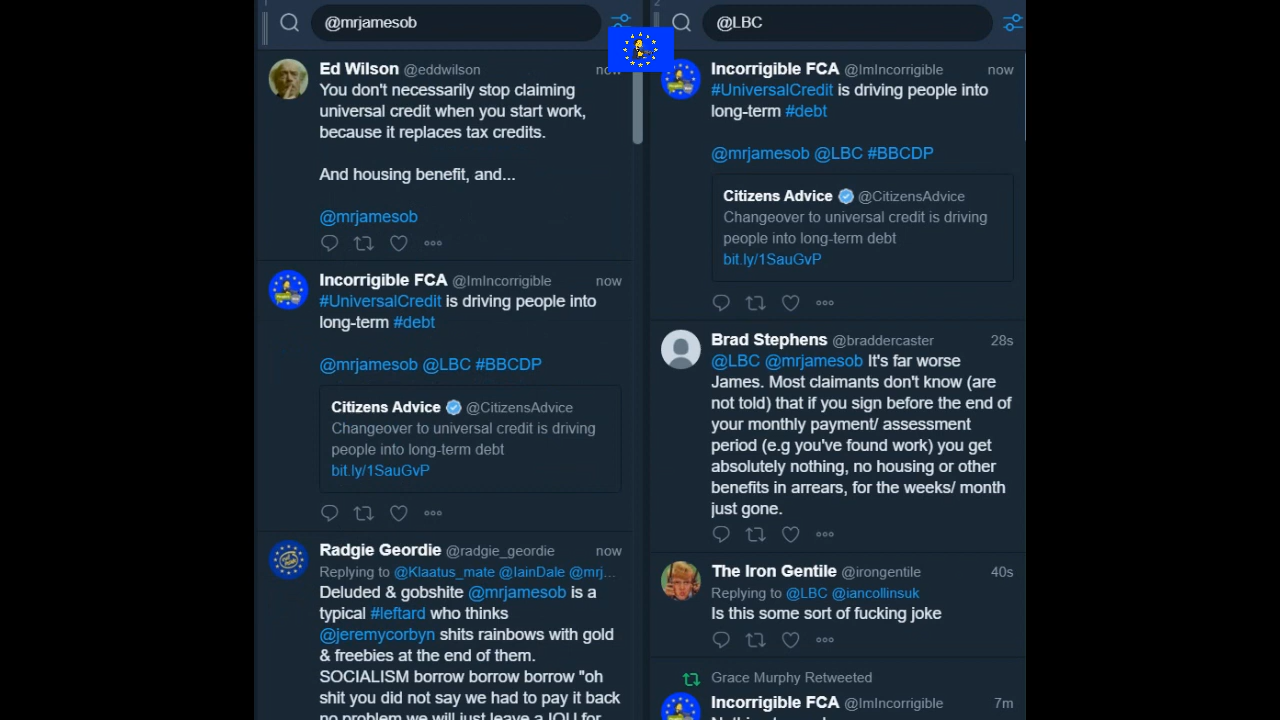 1
@mrjamesob
Ed Wilson @eddwilson now
You don't necessarily stop claiming
universal credit when you start work,
because it replaces tax credits.
And housing benefit, and...
@mrjamesob
Incorrigible FCA @ImIncorrigible now
#UniversalCredit is driving people into
long-term #debt
@mrjamesob @LBC #BBCDP
Citizens Advice @CitizensAdvice
Changeover to universal credit is driving
people into long-term debt
bit.ly/1SauGvP
Radgie Geordie @radgie_geordie now
Replying to @Klaatus_mate @IainDale @mrj...
Deluded & gobshite @mrjamesob is a
typical #leftard who thinks
@jeremycorbyn shits rainbows with gold
& freebies at the end of them.
SOCIALISM borrow borrow borrow "oh
shit you did not say we had to pay it back
no problem we will just leave a IOU for
2
@LBC
Incorrigible FCA @ImIncorrigible now
#UniversalCredit is driving people into
long-term #debt
@mrjamesob @LBC #BBCDP
Citizens Advice @CitizensAdvice
Changeover to universal credit is driving
people into long-term debt
bit.ly/1SauGvP
Brad Stephens @braddercaster 28s
@LBC @mrjamesob It's far worse
James. Most claimants don't know (are
not told) that if you sign before the end of
your monthly payment/ assessment
period (e.g you've found work) you get
absolutely nothing, no housing or other
benefits in arrears, for the weeks/ month
just gone.
The Iron Gentile @irongentile 40s
Replying to @LBC @iancollinsuk
Is this some sort of fucking joke
Grace Murphy Retweeted
Incorrigible FCA @ImIncorrigible 7m